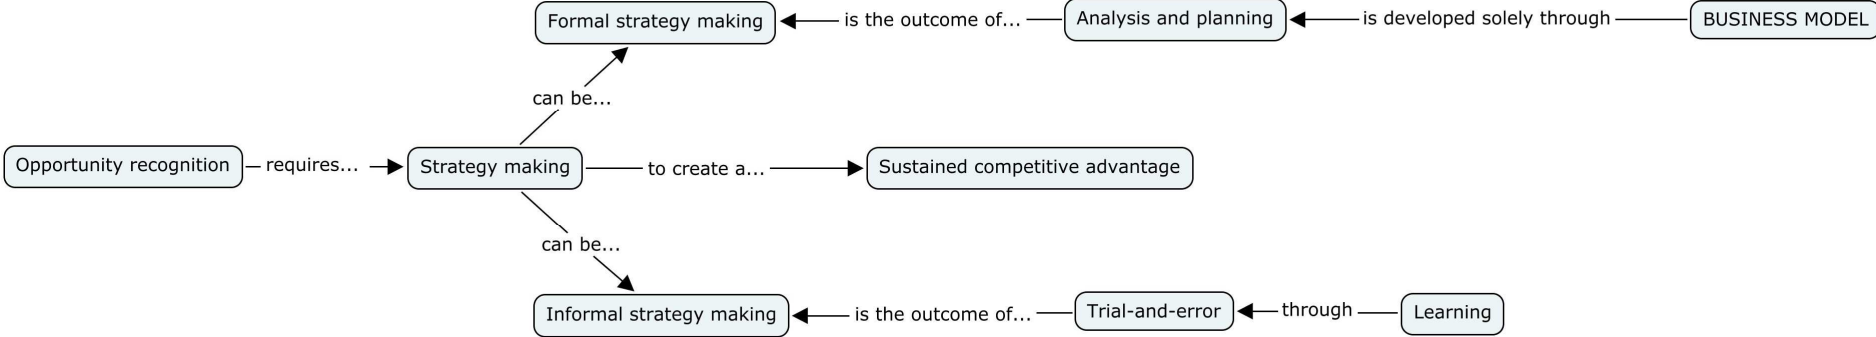 Formal strategy making
is the outcome of...
Analysis and planning
is developed solely through
BUSINESS MODEL
can be...
Opportunity recognition
requires...
Strategy making
to create a...
Sustained competitive advantage
can be...
Informal strategy making
is the outcome of...
Trial-and-error
through
Learning